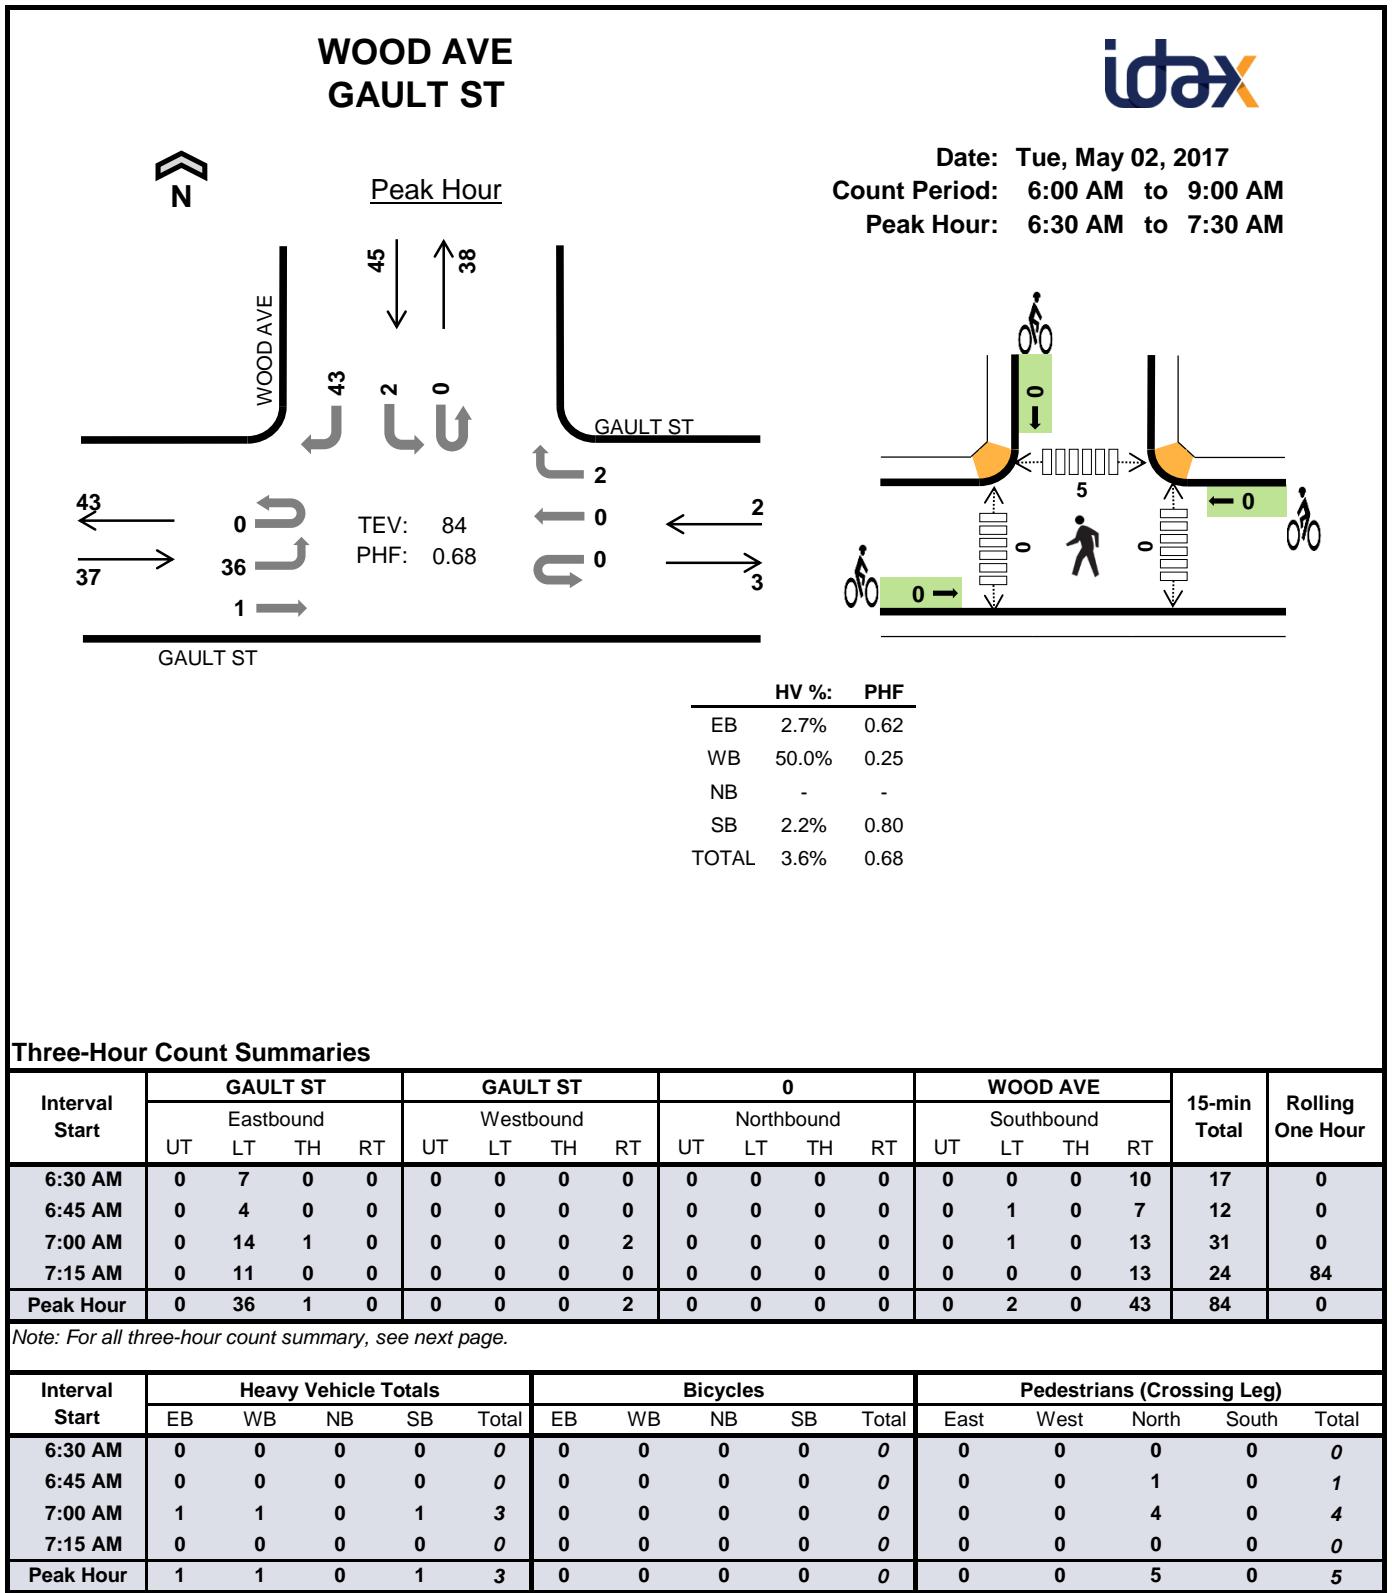 WOOD AVE
GAULT ST
idax
Date: Tue, May 02, 2017
Count Period: 6:00 AM to 9:00 AM
Peak Hour: 6:30 AM to 7:30 AM
N
Peak Hour
45
38
WOOD AVE
43
2
0
GAULT ST
2
0
0
2
3
43
37
0
36
1
TEV: 84
PHF: 0.68
GAULT ST
0
5
0
0
0
0
HV %: PHF
EB 2.7% 0.62
WB 50.0% 0.25
NB - -
SB 2.2% 0.80
TOTAL 3.6% 0.68
Three-Hour Count Summaries
Interval Start GAULT ST GAULT ST 0 WOOD AVE 15-min Total Rolling One Hour
Eastbound Westbound Northbound Southbound
UT LT TH RT UT LT TH RT UT LT TH RT UT LT TH RT
6:30 AM 0 7 0 0 0 0 0 0 0 0 0 0 0 0 0 10 17 0
6:45 AM 0 4 0 0 0 0 0 0 0 0 0 0 0 1 0 7 12 0
7:00 AM 0 14 1 0 0 0 0 2 0 0 0 0 0 1 0 13 31 0
7:15 AM 0 11 0 0 0 0 0 0 0 0 0 0 0 0 0 13 24 84
Peak Hour 0 36 1 0 0 0 0 2 0 0 0 0 0 2 0 43 84 0
Note: For all three-hour count summary, see next page.
Interval Start Heavy Vehicle Totals Bicycles Pedestrians (Crossing Leg)
EB WB NB SB Total EB WB NB SB Total East West North South Total
6:30 AM 0 0 0 0 0 0 0 0 0 0 0 0 0 0 0
6:45 AM 0 0 0 0 0 0 0 0 0 0 0 0 1 0 1
7:00 AM 1 1 0 1 3 0 0 0 0 0 0 0 4 0 4
7:15 AM 0 0 0 0 0 0 0 0 0 0 0 0 0 0 0
Peak Hour 1 1 0 1 3 0 0 0 0 0 0 0 5 0 5